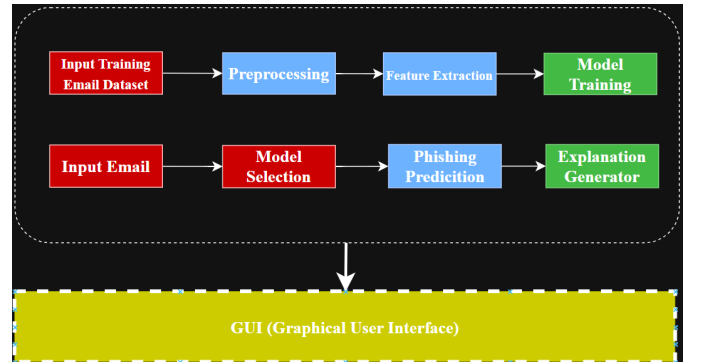 Input Training
Email Dataset
Preprocessing
Feature Extraction
Model
Training
Input Email
Model
Selection
Phishing
Predicition
Explanation
Generator
GUI (Graphical User Interface)